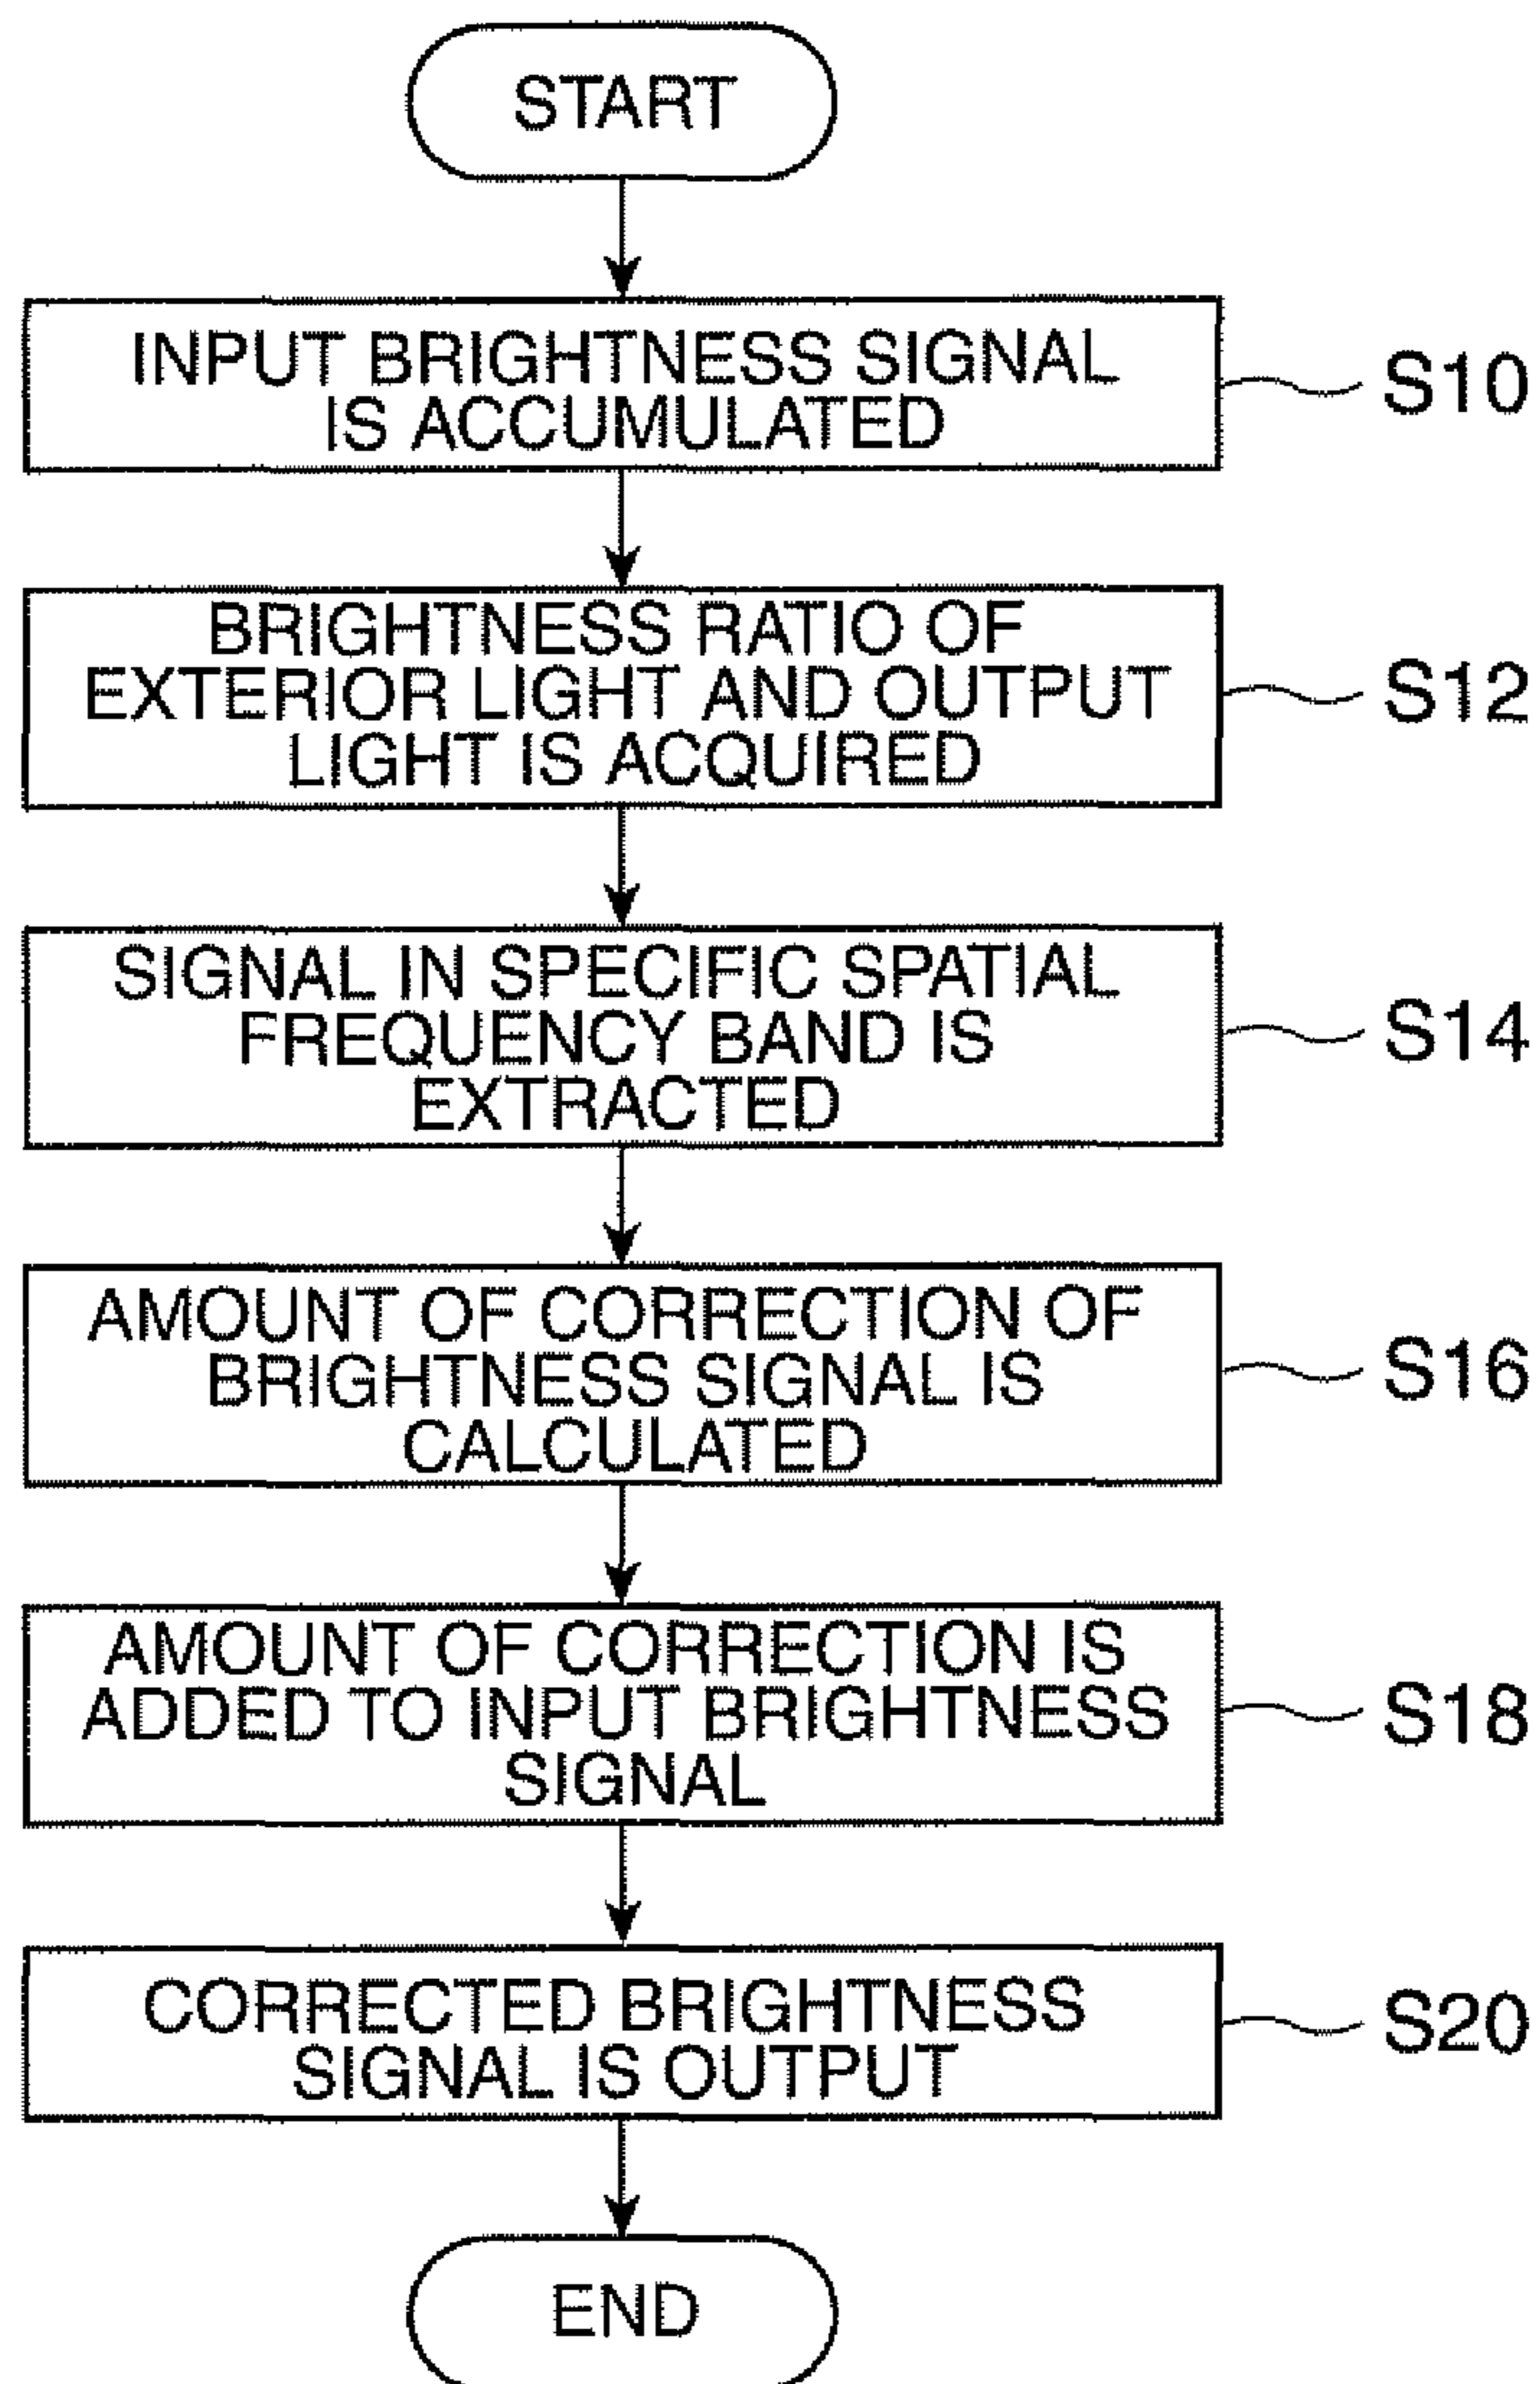 START
INPUT BRIGHTNESS SIGNAL
IS ACCUMULATED
S10
BRIGHTNESS RATIO OF
EXTERIOR LIGHT AND OUTPUT
LIGHT IS ACQUIRED
S12
SIGNAL IN SPECIFIC SPATIAL
FREQUENCY BAND IS
EXTRACTED
S14
AMOUNT OF CORRECTION OF
BRIGHTNESS SIGNAL IS
CALCULATED
S16
AMOUNT OF CORRECTION IS
ADDED TO INPUT BRIGHTNESS
SIGNAL
S18
CORRECTED BRIGHTNESS
SIGNAL IS OUTPUT
S20
END